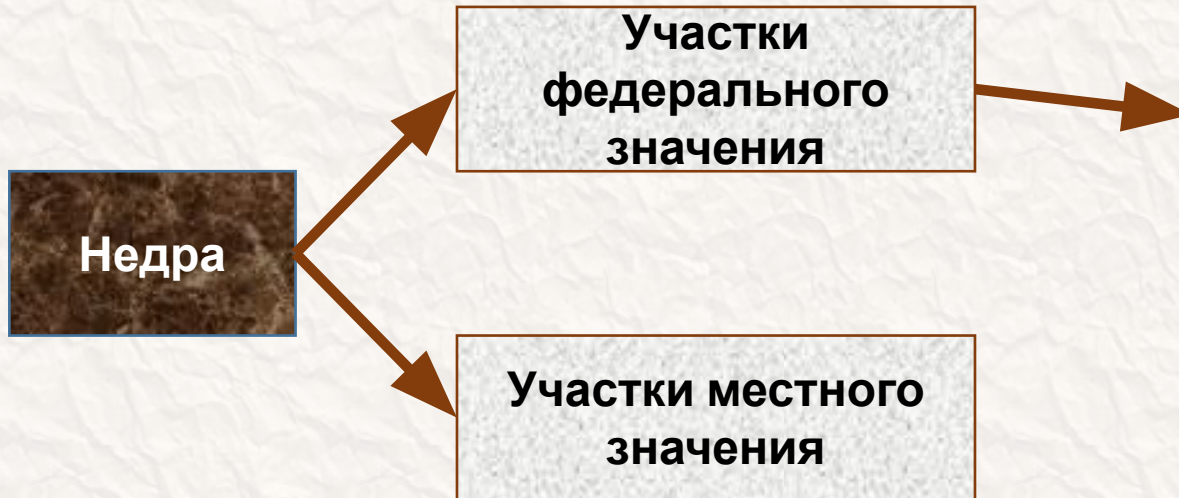 Участки
федерального
значения
Недра
Участки местного
значения